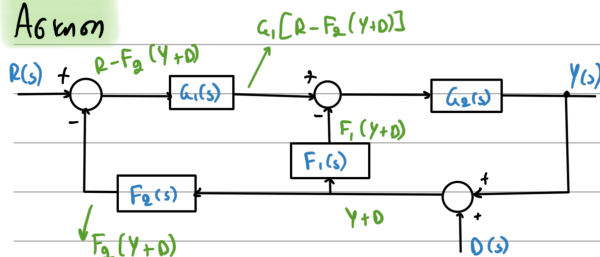 Άσκηση
R(s) + R-F₂(Y+D) G₁[R-F₂(Y+D)]
- G₁(s) + - G₂(s) Y(s)
F₁(Y+D)
F₁(s)
F₂(s) Y+D + +
F₂(Y+D) D(s)